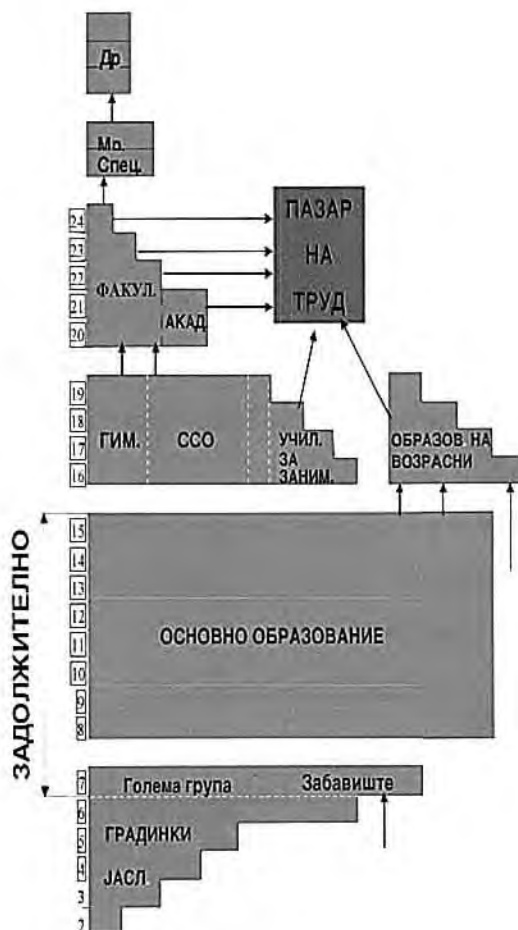 Др
Мр.
Спец.
24
23
22
21
20
ФАКУЛ.
АКАД.
ПАЗАР
НА
ТРУД
19
18
17
16
ГИМ.
ССО
УЧИЛ.
ЗА
ЗАНИМ.
ОБРАЗОВ. НА
ВОЗРАСНИ
ЗАДОЛЖИТЕЛНО
15
14
13
12
11
10
9
8
ОСНОВНО ОБРАЗОВАНИЕ
7
Голема група
Забавиште
6
5
4
3
2
ГРАДИНКИ
ЈАСЛ.